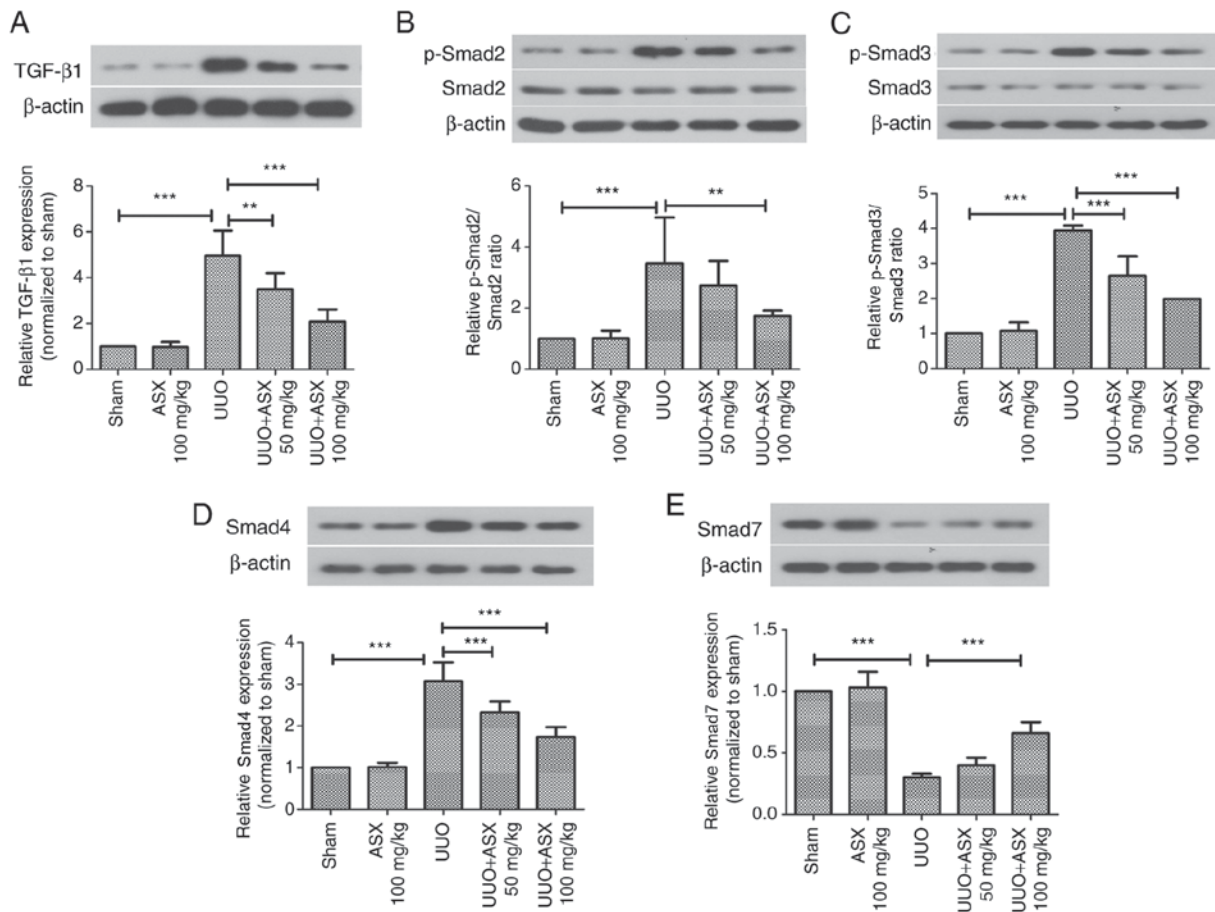 A
TGF-β1
β-actin
Relative TGF-β1 expression
(normalized to sham)
8
6
4
2
0
***
***
**
Sham
ASX
100 mg/kg
UUO
UUO+ASX
50 mg/kg
UUO+ASX
100 mg/kg
B
p-Smad2
Smad2
β-actin
Relative p-Smad2/
Smad2 ratio
6
4
2
0
***
**
Sham
ASX
100 mg/kg
UUO
UUO+ASX
50 mg/kg
UUO+ASX
100 mg/kg
C
p-Smad3
Smad3
β-actin
Relative p-Smad3/
Smad3 ratio
5
4
3
2
1
0
***
***
***
Sham
ASX
100 mg/kg
UUO
UUO+ASX
50 mg/kg
UUO+ASX
100 mg/kg
D
Smad4
β-actin
Relative Smad4 expression
(normalized to sham)
4
3
2
1
0
***
***
***
Sham
ASX
100 mg/kg
UUO
UUO+ASX
50 mg/kg
UUO+ASX
100 mg/kg
E
Smad7
β-actin
Relative Smad7 expression
(normalized to sham)
1.5
1.0
0.5
0.0
***
***
Sham
ASX
100 mg/kg
UUO
UUO+ASX
50 mg/kg
UUO+ASX
100 mg/kg